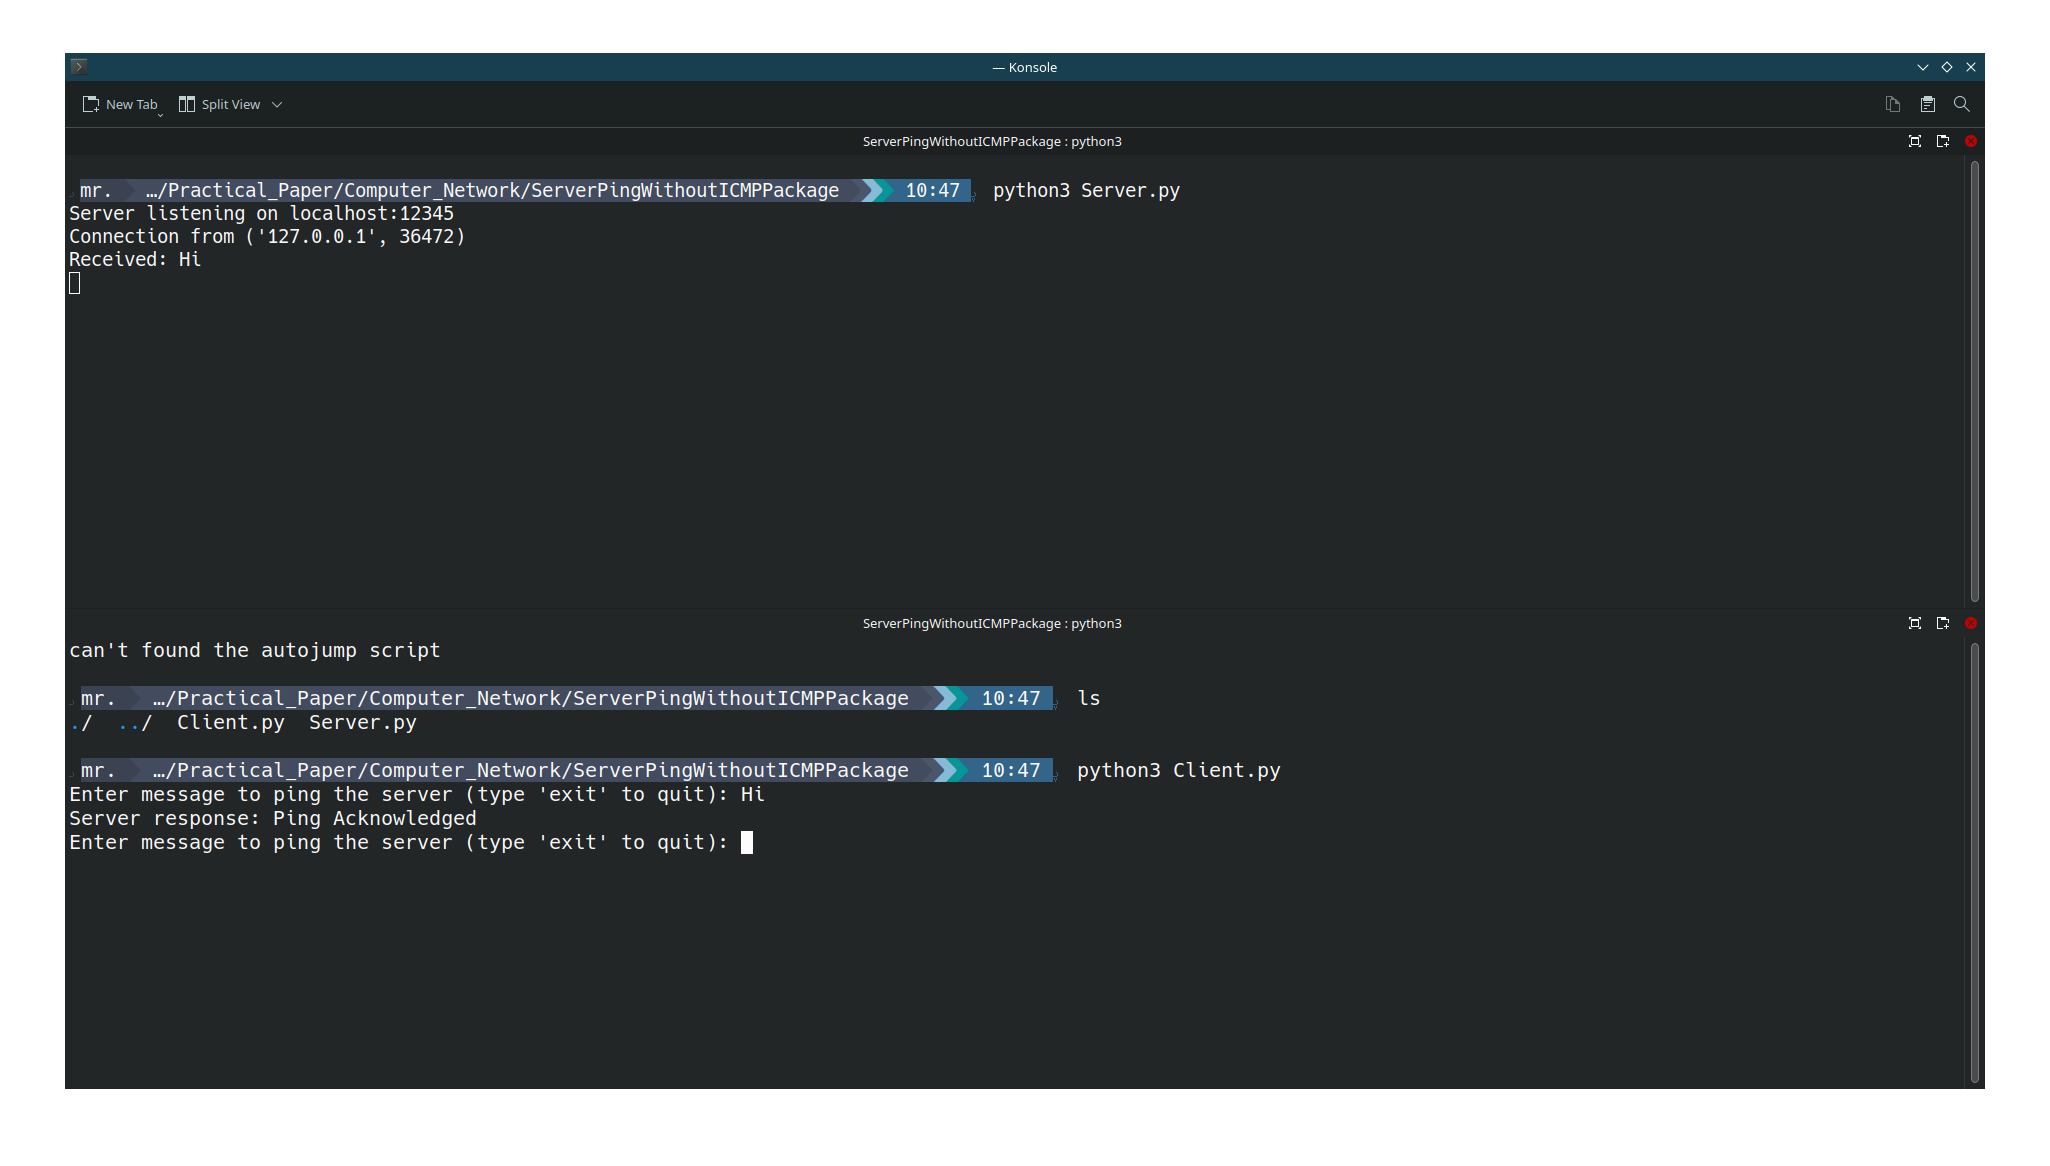 — Konsole
New Tab Split View
ServerPingWithoutICMPPackage : python3
mr. …/Practical_Paper/Computer_Network/ServerPingWithoutICMPPackage 10:47 python3 Server.py
Server listening on localhost:12345
Connection from ('127.0.0.1', 36472)
Received: Hi
ServerPingWithoutICMPPackage : python3
can't found the autojump script
mr. …/Practical_Paper/Computer_Network/ServerPingWithoutICMPPackage 10:47 ls
./ ../ Client.py Server.py
mr. …/Practical_Paper/Computer_Network/ServerPingWithoutICMPPackage 10:47 python3 Client.py
Enter message to ping the server (type 'exit' to quit): Hi
Server response: Ping Acknowledged
Enter message to ping the server (type 'exit' to quit):